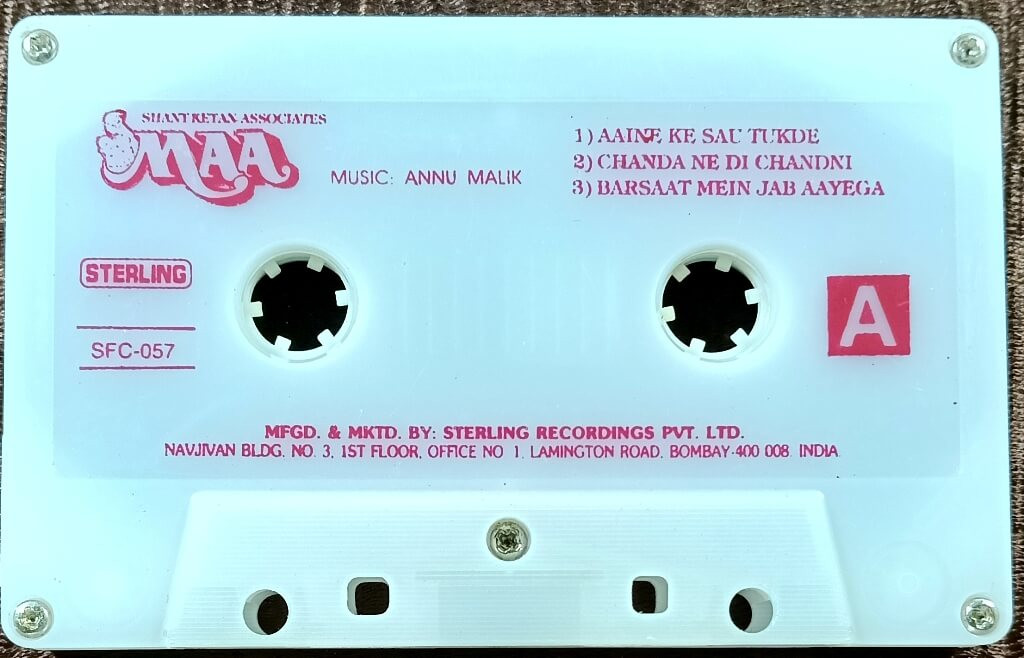 SHANTKETAN ASSOCIATES
MAA
MUSIC: ANNU MALIK
1) AAINE KE SAU TUKDE
2) CHANDA NE DI CHANDNI
3) BARSAAT MEIN JAB AAYEGA
STERLING
SFC-057
A
MFGD. & MKTD. BY: STERLING RECORDINGS PVT. LTD.
NAVJIVAN BLDG. NO. 3, 1ST FLOOR, OFFICE NO. 1, LAMINGTON ROAD, BOMBAY-400 008. INDIA.